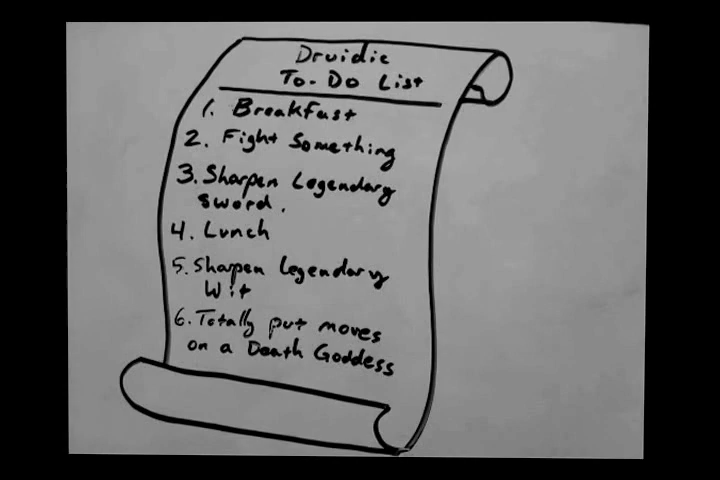 Druidic
To-Do List
1. Breakfast
2. Fight Something
3. Sharpen Legendary
Sword.
4. Lunch
5. Sharpen legendary
Wit
6. Totally put moves
on a Death Goddess